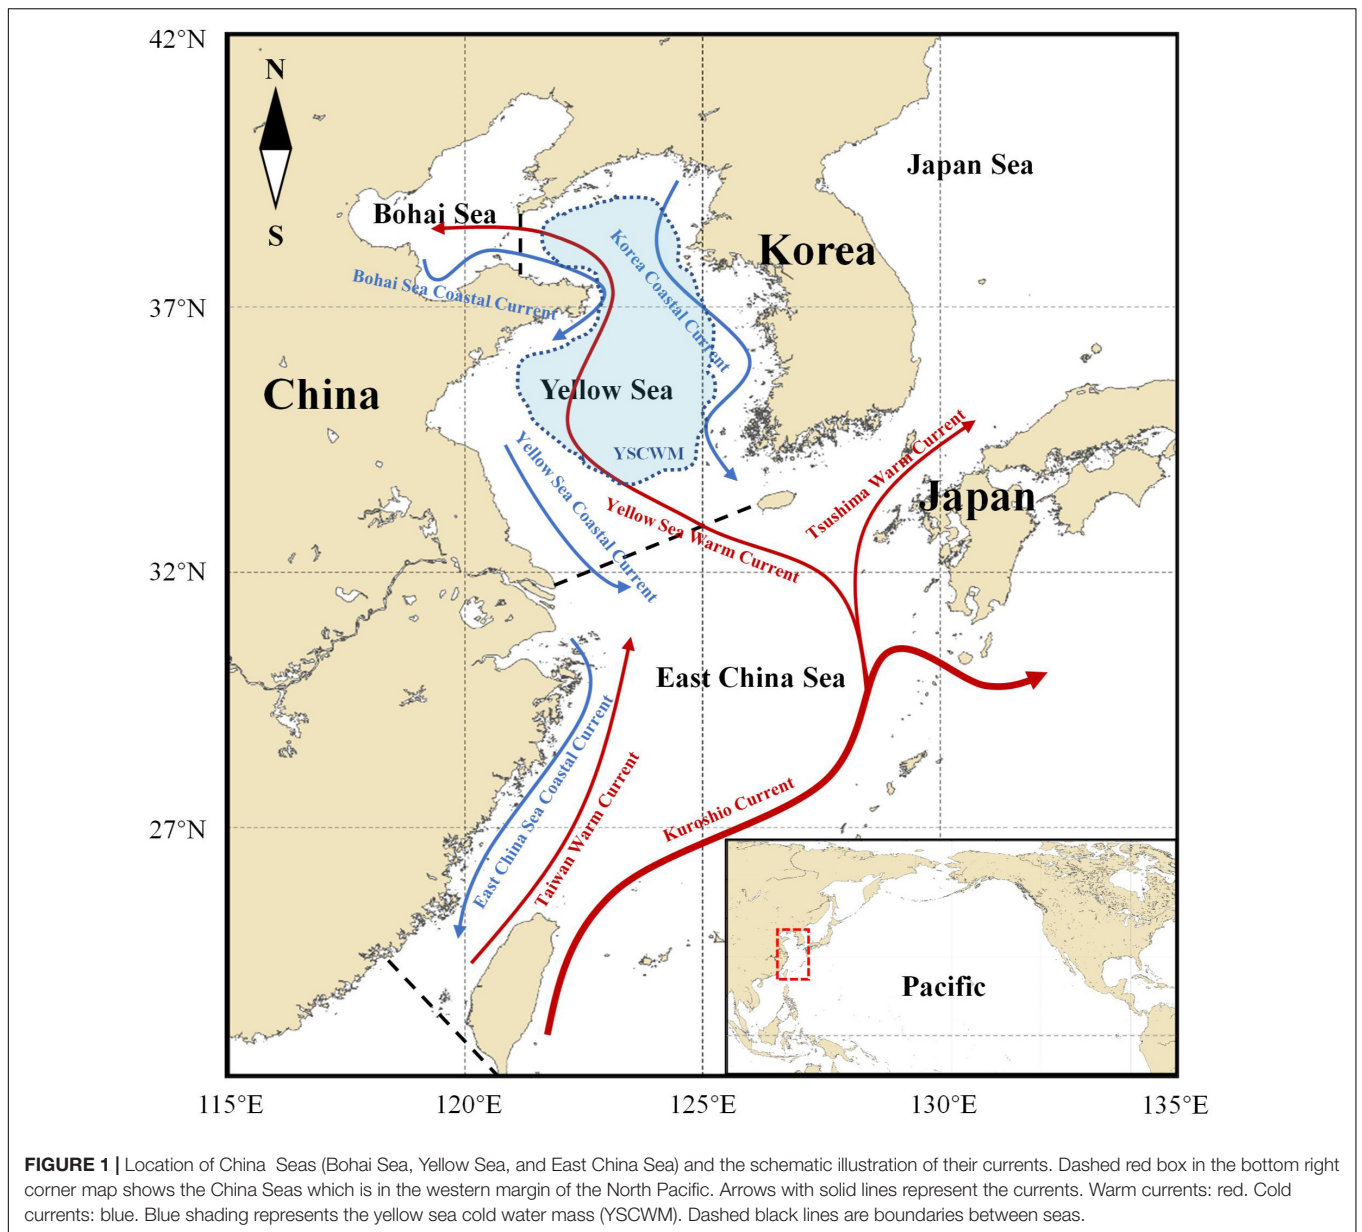 42°N
N
Japan Sea
Bohai Sea
S
Korea
Korea Coastal Current
Bohai Sea Coastal Current
37°N
China
Yellow Sea
YSCWM
Yellow Sea Coastal Current
Tsushima Warm Current
Japan
Yellow Sea Warm Current
32°N
East China Sea
East China Sea Coastal Current
Taiwan Warm Current
Kuroshio Current
27°N
Pacific
115°E 120°E 125°E 130°E 135°E
FIGURE 1 | Location of China Seas (Bohai Sea, Yellow Sea, and East China Sea) and the schematic illustration of their currents. Dashed red box in the bottom right
corner map shows the China Seas which is in the western margin of the North Pacific. Arrows with solid lines represent the currents. Warm currents: red. Cold
currents: blue. Blue shading represents the yellow sea cold water mass (YSCWM). Dashed black lines are boundaries between seas.